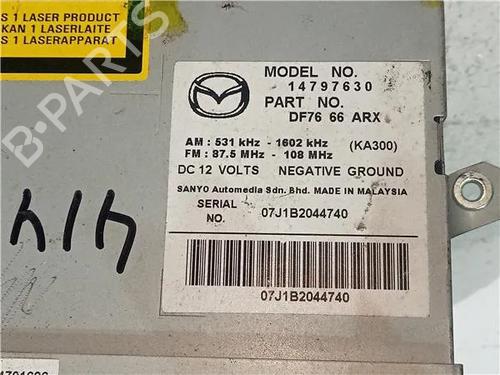 S 1 LASER PRODUCT
KAN 1 LASERLAITE
S 1 LASERAPPARAT
MODEL NO.
14797630
PART NO.
DF76 66 ARX
AM : 531 kHz - 1602 kHz (KA300)
FM : 87.5 MHz - 108 MHz
DC 12 VOLTS NEGATIVE GROUND
SANYO Automedia Sdn. Bhd. MADE IN MALAYSIA
SERIAL
NO. 07J1B2044740
07J1B2044740
B-PARTS